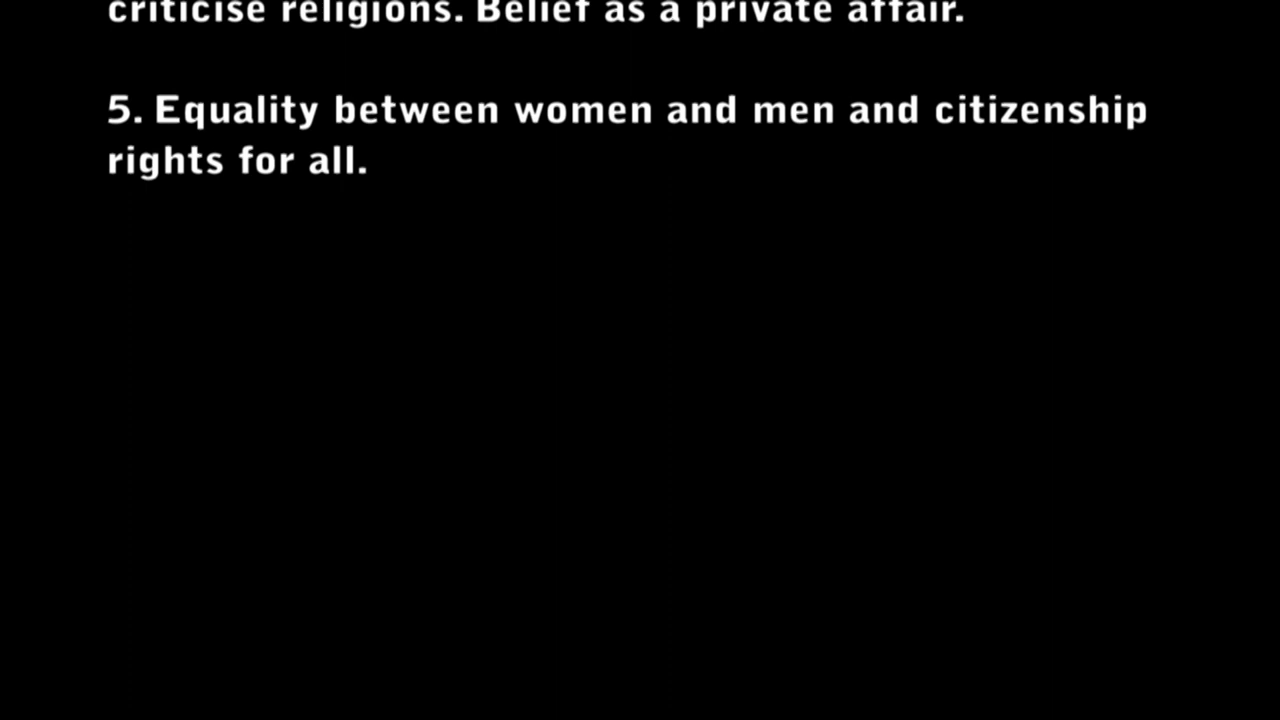 criticise religions. Belief as a private affair.
5. Equality between women and men and citizenship
rights for all.